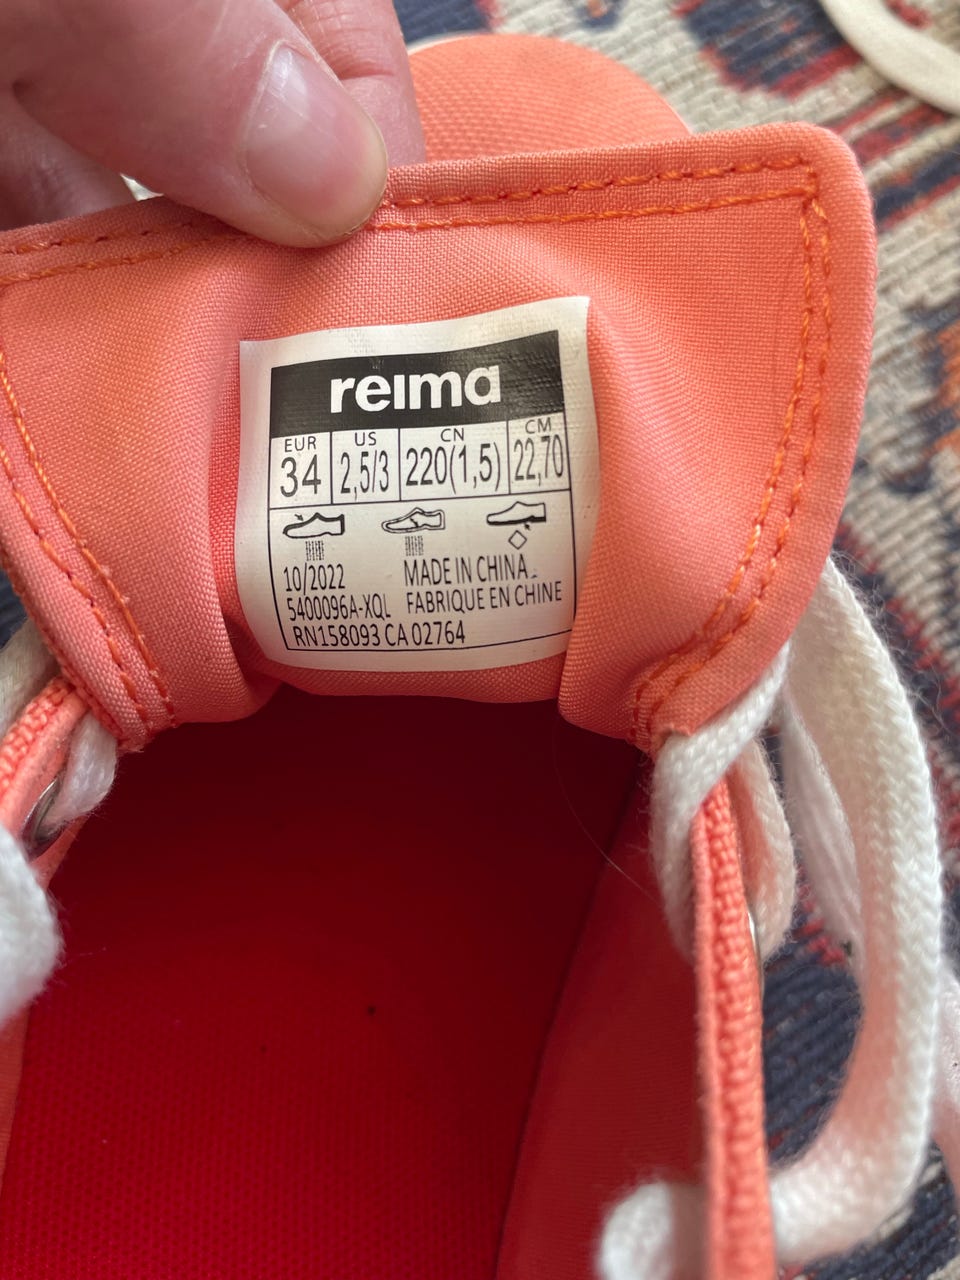 reima
EUR US CN CM
34 2,5/3 220(1,5) 22,70
10/2022 MADE IN CHINA
5400096A-XQL FABRIQUE EN CHINE
RN158093 CA 02764